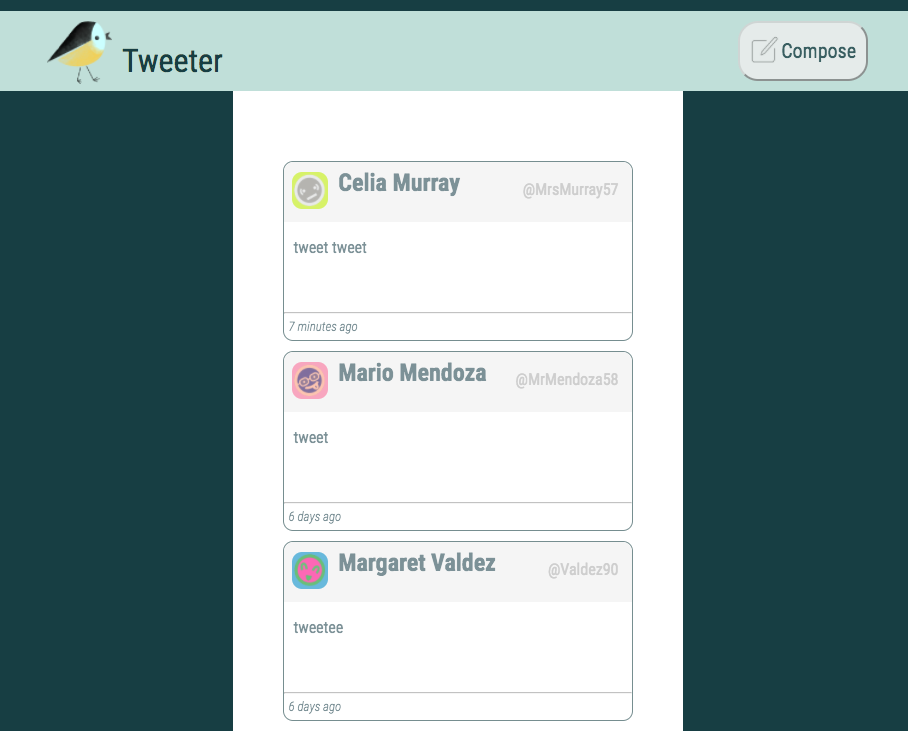 Tweeter
Compose
Celia Murray
@MrsMurray57
tweet tweet
7 minutes ago
Mario Mendoza
@MrMendoza58
tweet
6 days ago
Margaret Valdez
@Valdez90
tweetee
6 days ago